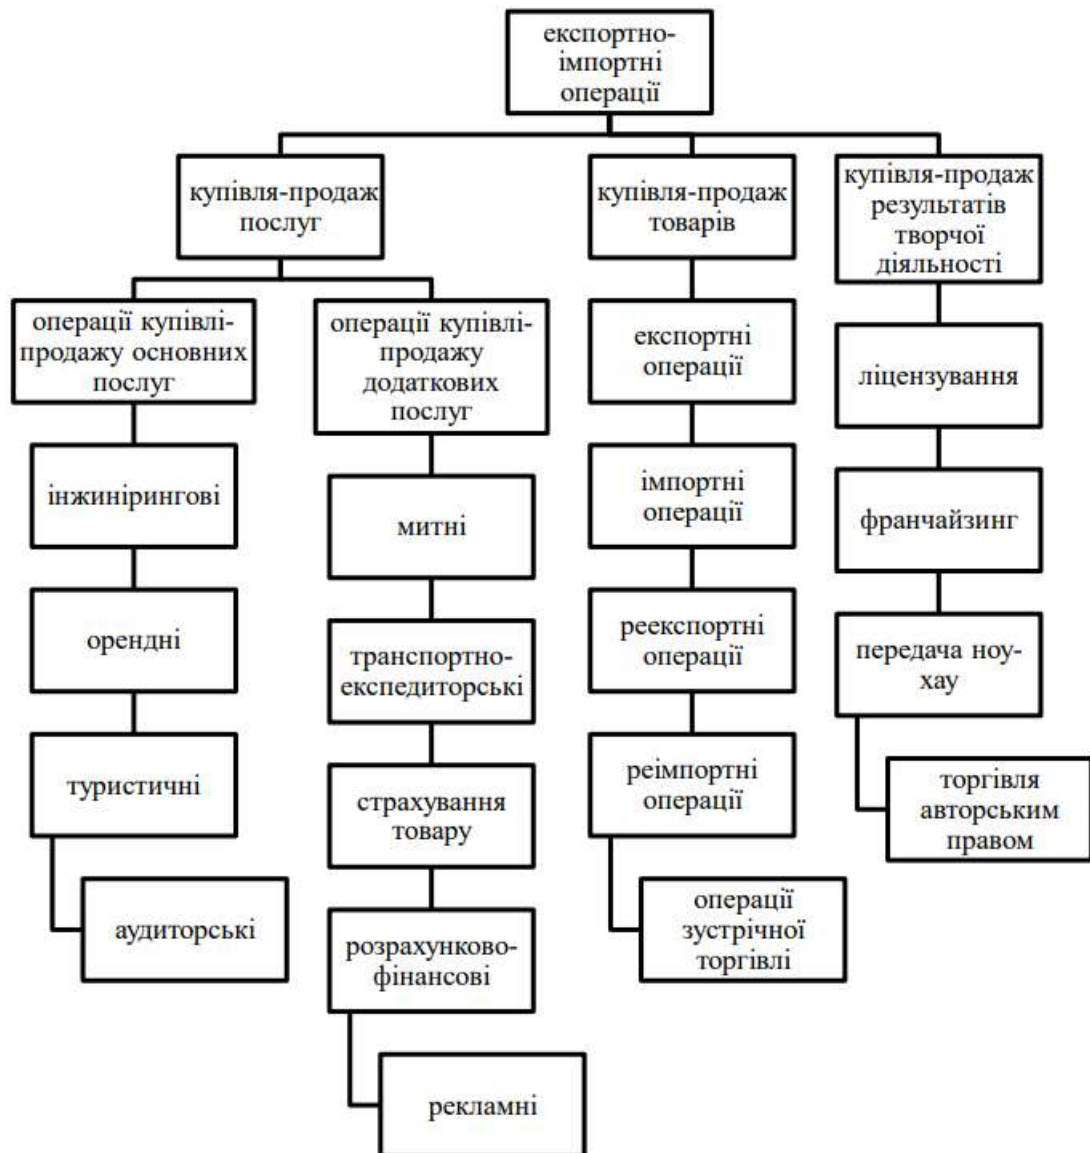 експортно-
імпортні
операції
купівля-продаж
послуг
купівля-продаж
товарів
купівля-продаж
результатів
творчої
діяльності
операції купівлі-
продажу основних
послуг
операції купівлі-
продажу
додаткових
послуг
експортні
операції
ліцензування
інжинірингові
митні
імпортні
операції
франчайзинг
орендні
транспортно-
експедиторські
реекспортні
операції
передача ноу-
хау
туристичні
страхування
товару
реімпортні
операції
торгівля
авторським
правом
аудиторські
розрахунково-
фінансові
операції
зустрічної
торгівлі
рекламні